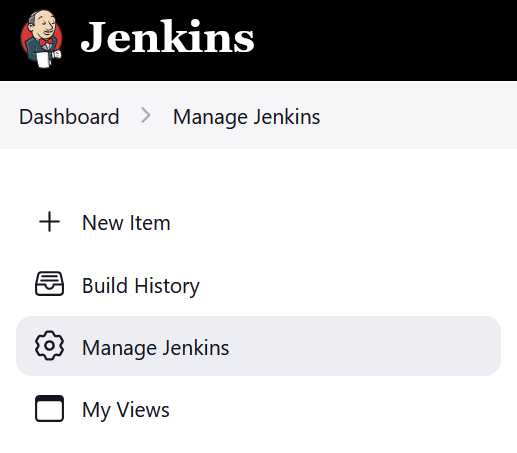 Jenkins
Dashboard > Manage Jenkins
New Item
Build History
Manage Jenkins
My Views